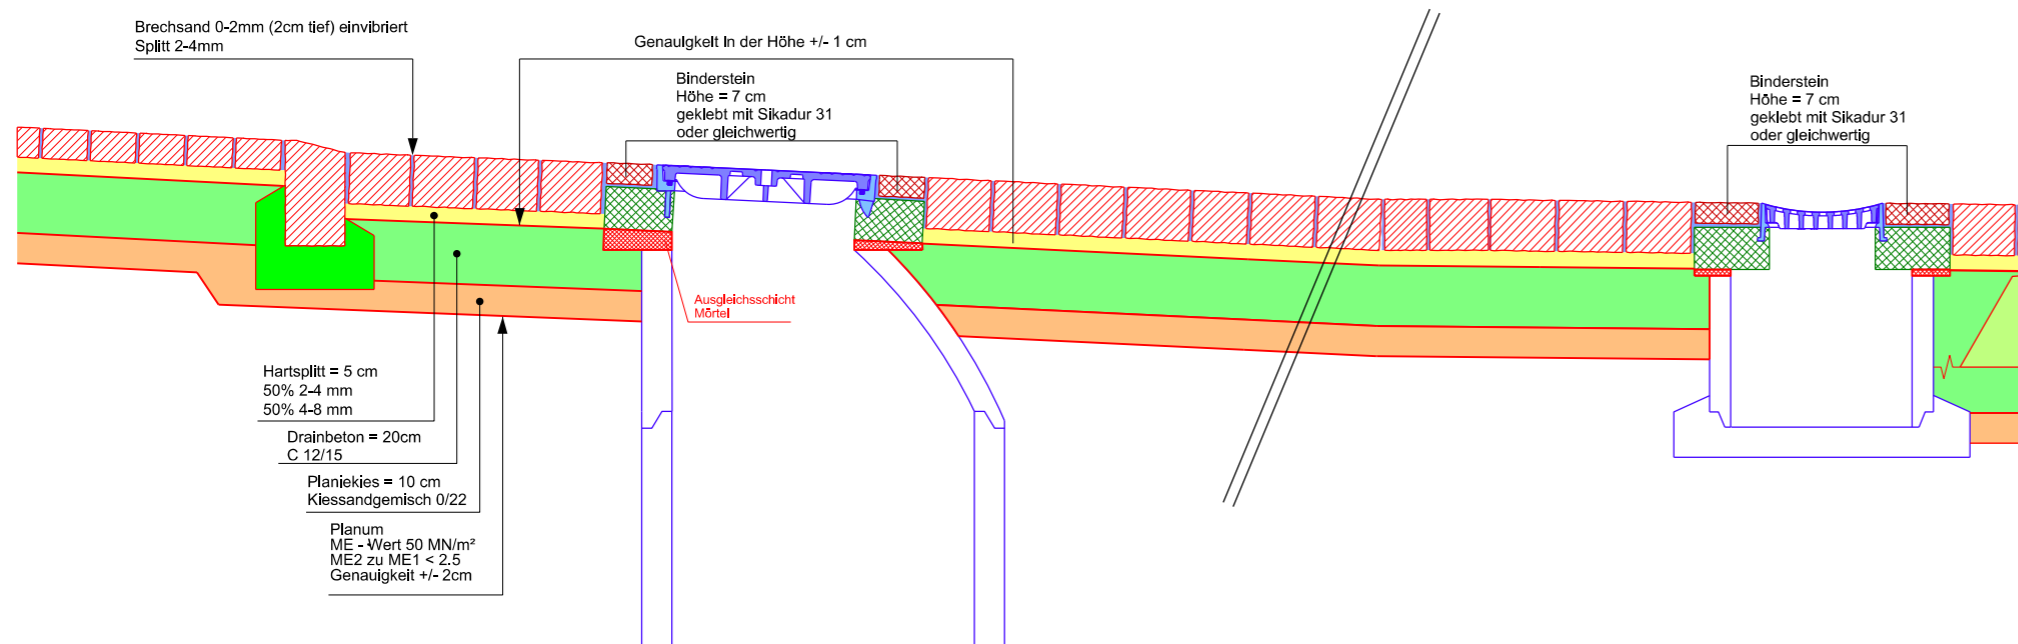 Brechsand 0-2mm (2cm tief) einvibriert
Splitt 2-4mm
Genauigkeit in der Höhe +/- 1 cm
Binderstein
Höhe = 7 cm
geklebt mit Sikadur 31
oder gleichwertig
Binderstein
Höhe = 7 cm
geklebt mit Sikadur 31
oder gleichwertig
Ausgleichsschicht
Mörtel
Hartsplitt = 5 cm
50% 2-4 mm
50% 4-8 mm
Drainbeton = 20cm
C 12/15
Planiekies = 10 cm
Kiessandgemisch 0/22
Planum
ME - Wert 50 MN/m²
ME2 zu ME1 < 2.5
Genauigkeit +/- 2cm